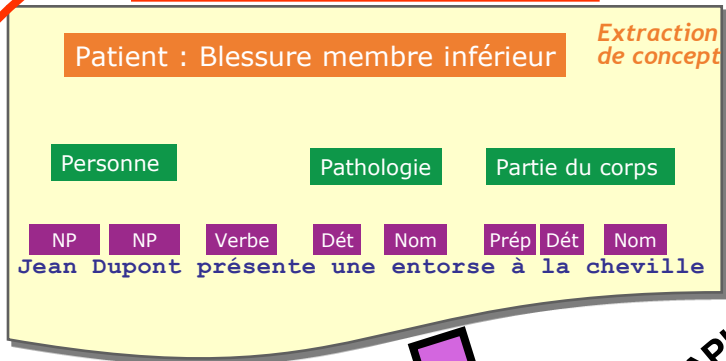 Extraction
de concept
Patient : Blessure membre inférieur
Personne Pathologie Partie du corps
NP NP Verbe Dét Nom Prép Dét Nom
Jean Dupont présente une entorse à la cheville